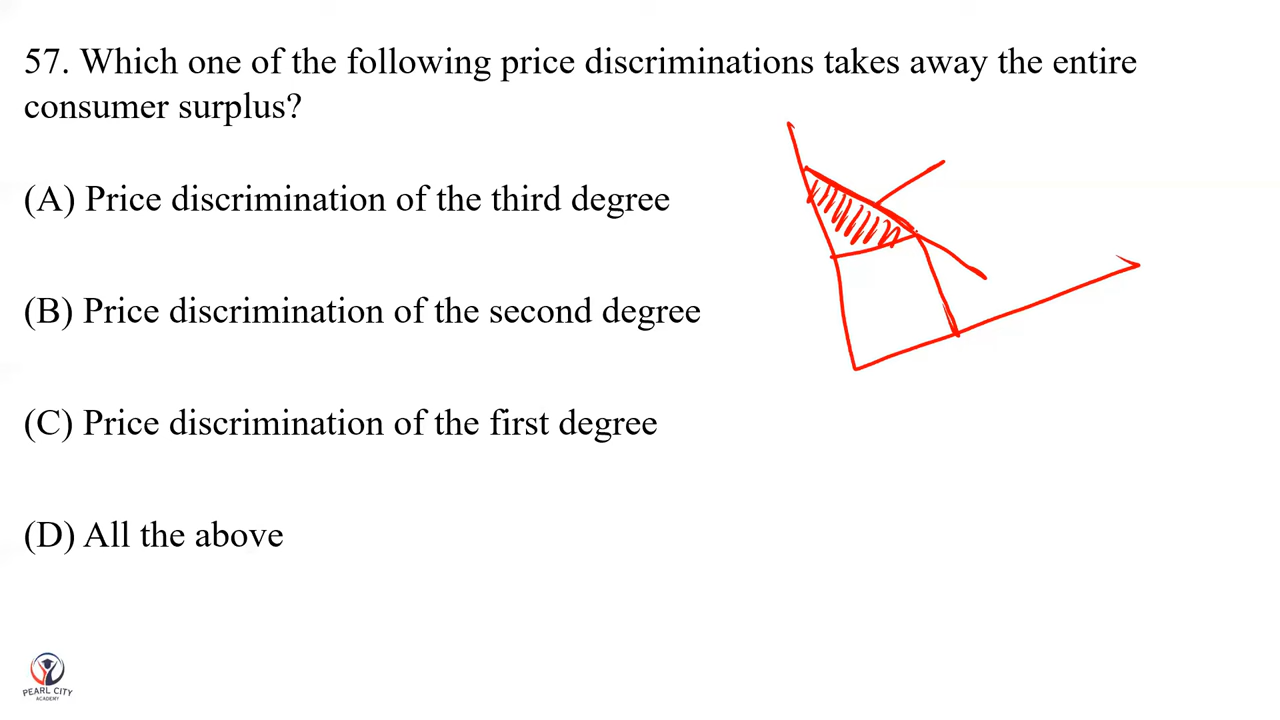 57. Which one of the following price discriminations takes away the entire
consumer surplus?
(A) Price discrimination of the third degree
(B) Price discrimination of the second degree
(C) Price discrimination of the first degree
(D) All the above
PEARL CITY
ACADEMY